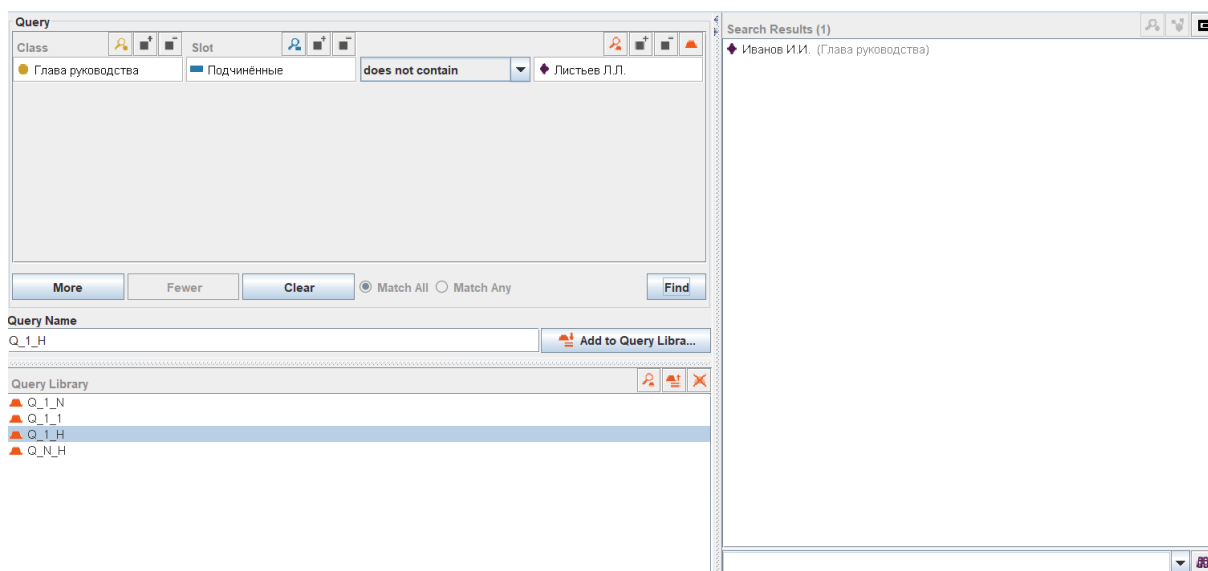 Query
Class Slot
Глава руководства Подчинённые does not contain Листьев Л.Л.
More Fewer Clear Match All Match Any Find
Query Name
Q_1_H
Add to Query Libra...
Query Library
Q_1_N
Q_1_1
Q_1_H
Q_N_H
Search Results (1)
Иванов И.И. (Глава руководства)